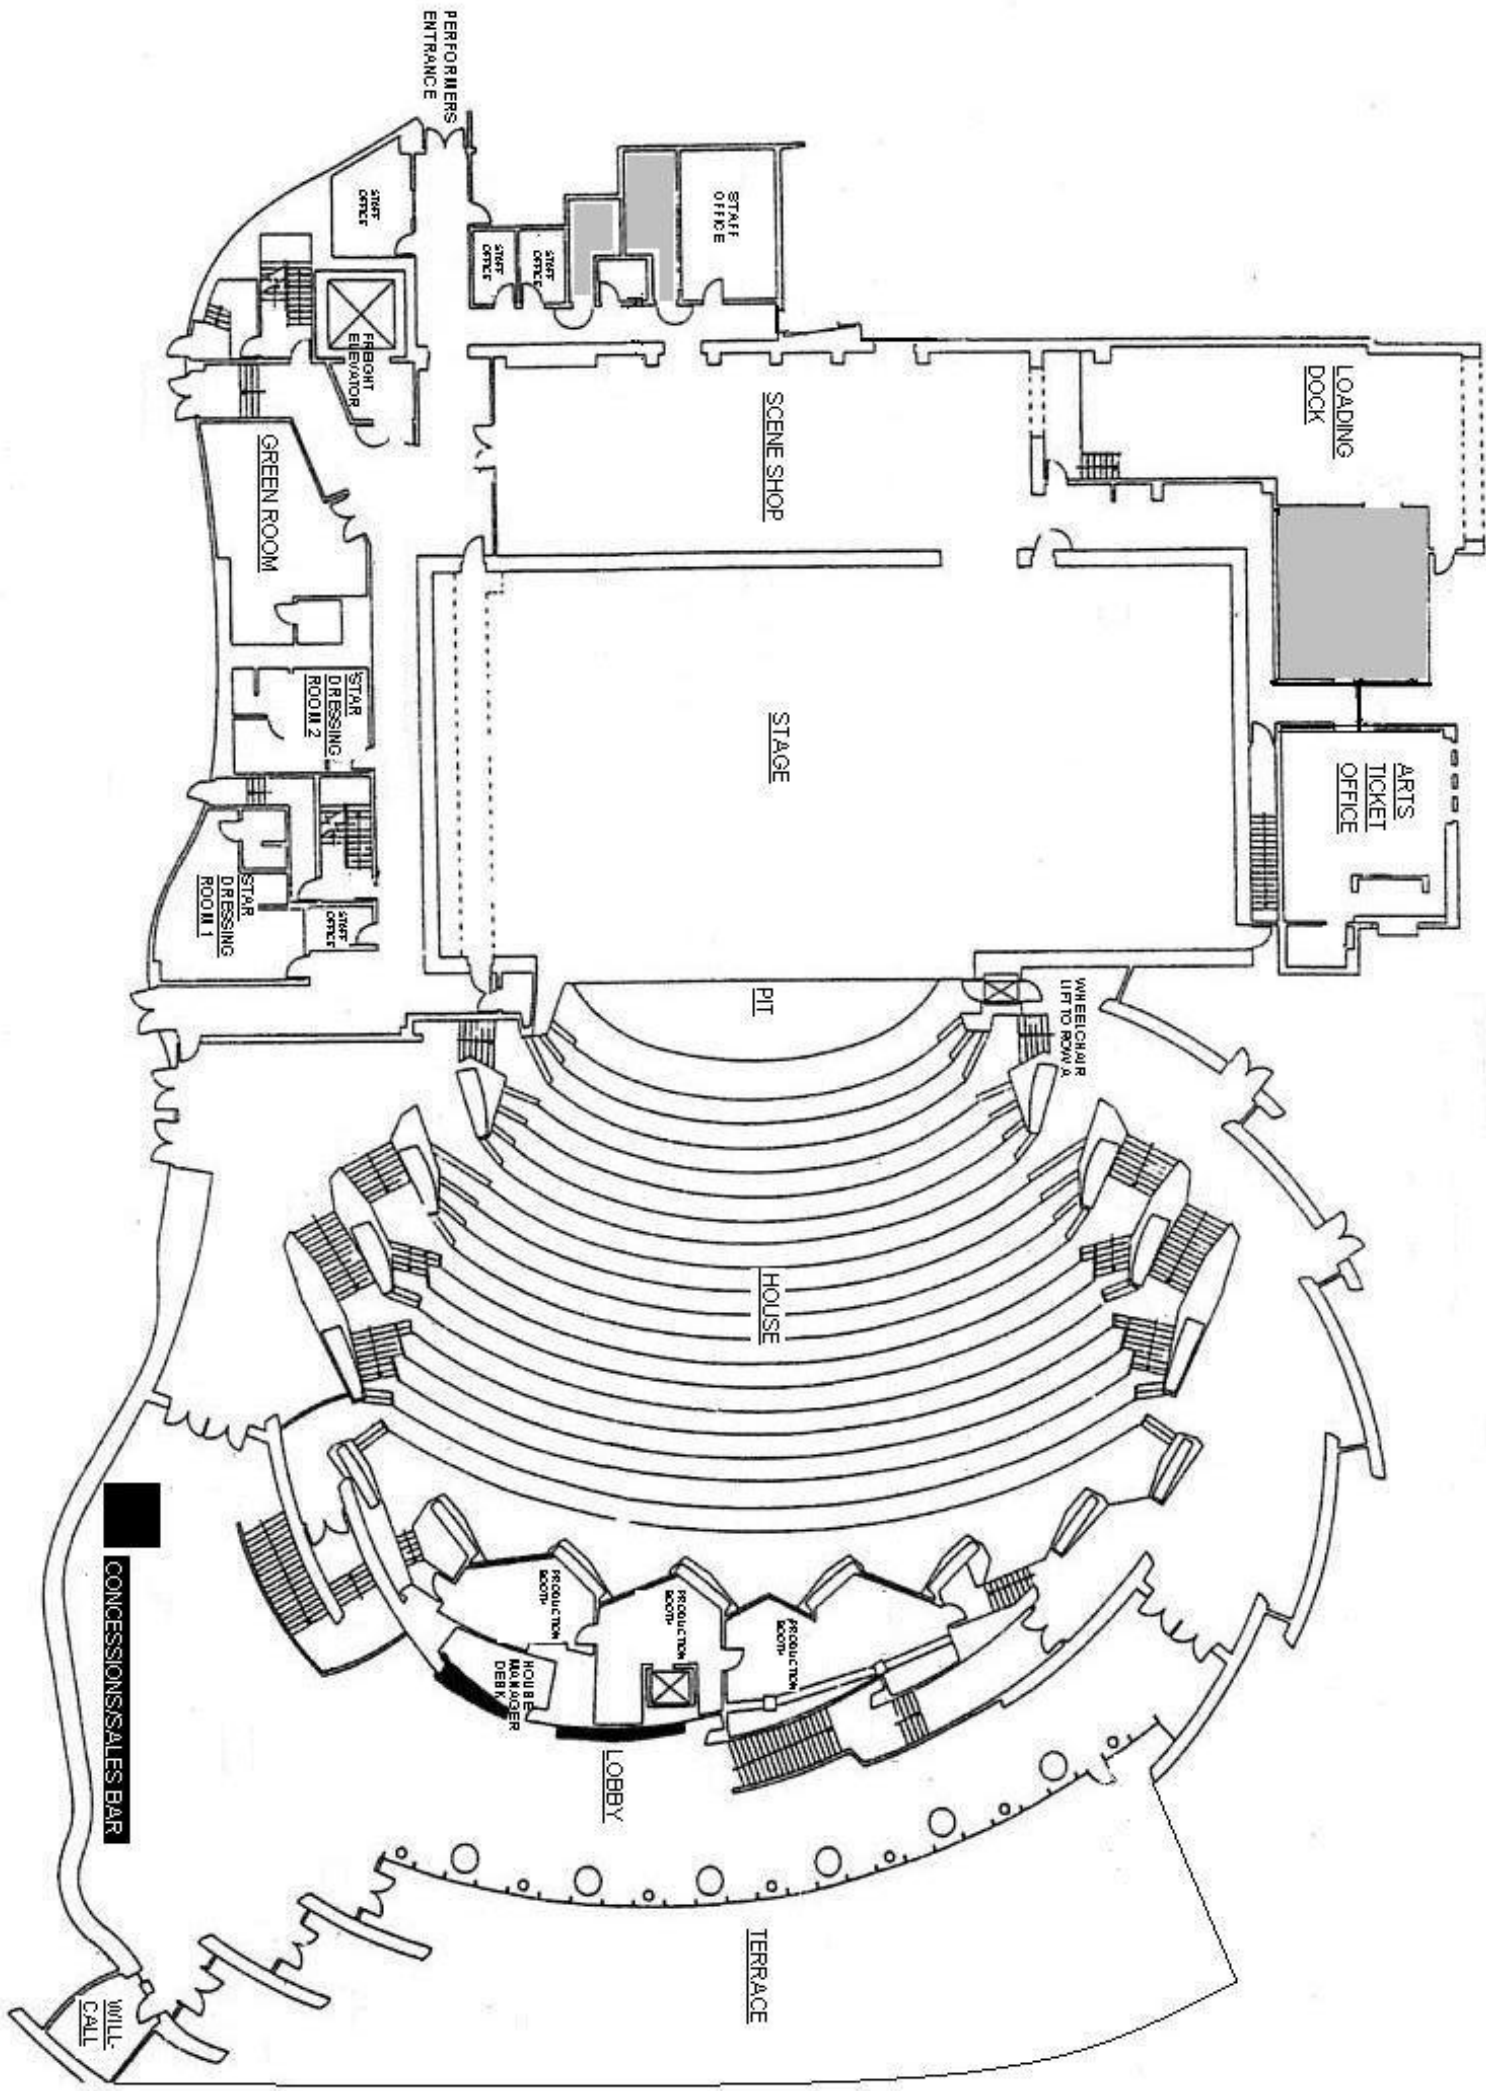 PERFORMERS
ENTRANCE
STAFF
OFFICE
STAFF
OFFICE
STAFF
OFFICE
STAFF
OFFICE
FREIGHT
ELEVATOR
LOADING
DOCK
SCENE SHOP
GREEN ROOM
STAR
DRESSING
ROOM 2
STAGE
ARTS
TICKET
OFFICE
STAR
DRESSING
ROOM 1
STAFF
OFFICE
PIT
WHEELCHAIR
LIFT TO ROW A
HOUSE
PRODUCTION
BOOTH
PRODUCTION
BOOTH
PRODUCTION
BOOTH
HOUSE
MANAGER
DESK
CONCESSIONS/SALES BAR
LOBBY
TERRACE
WILL-
CALL